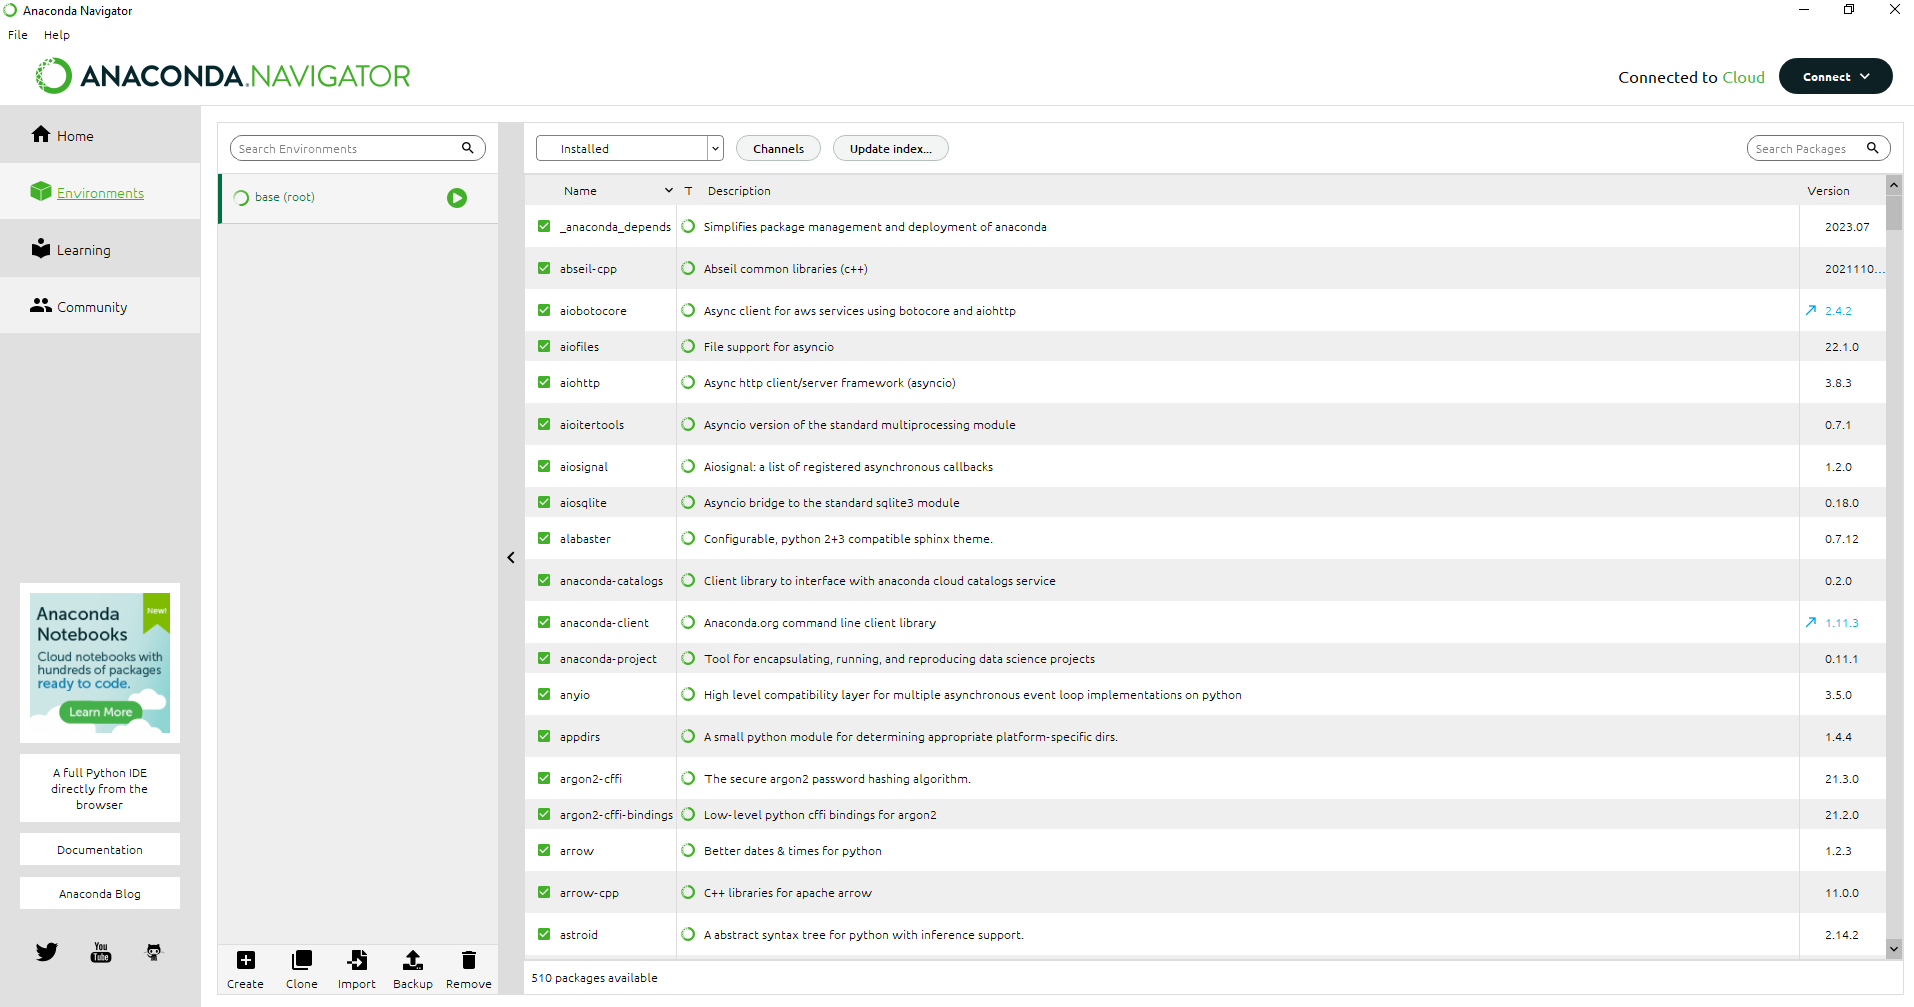 Anaconda Navigator
File Help
ANACONDA.NAVIGATOR
Connected to Cloud
Connect
Home
Environments
Learning
Community
Anaconda
Notebooks
New!
Cloud notebooks with
hundreds of packages
ready to code.
Learn More
A full Python IDE
directly from the
browser
Documentation
Anaconda Blog
You
Tube
Search Environments
base (root)
Create Clone Import Backup Remove
Installed Channels Update index... Search Packages
Name T Description Version
_anaconda_depends Simplifies package management and deployment of anaconda 2023.07
abseil-cpp Abseil common libraries (c++) 2021110...
aiobotocore Async client for aws services using botocore and aiohttp 2.4.2
aiofiles File support for asyncio 22.1.0
aiohttp Async http client/server framework (asyncio) 3.8.3
aioitertools Asyncio version of the standard multiprocessing module 0.7.1
aiosignal Aiosignal: a list of registered asynchronous callbacks 1.2.0
aiosqlite Asyncio bridge to the standard sqlite3 module 0.18.0
alabaster Configurable, python 2+3 compatible sphinx theme. 0.7.12
anaconda-catalogs Client library to interface with anaconda cloud catalogs service 0.2.0
anaconda-client Anaconda.org command line client library 1.11.3
anaconda-project Tool for encapsulating, running, and reproducing data science projects 0.11.1
anyio High level compatibility layer for multiple asynchronous event loop implementations on python 3.5.0
appdirs A small python module for determining appropriate platform-specific dirs. 1.4.4
argon2-cffi The secure argon2 password hashing algorithm. 21.3.0
argon2-cffi-bindings Low-level python cffi bindings for argon2 21.2.0
arrow Better dates & times for python 1.2.3
arrow-cpp C++ libraries for apache arrow 11.0.0
astroid A abstract syntax tree for python with inference support. 2.14.2
510 packages available